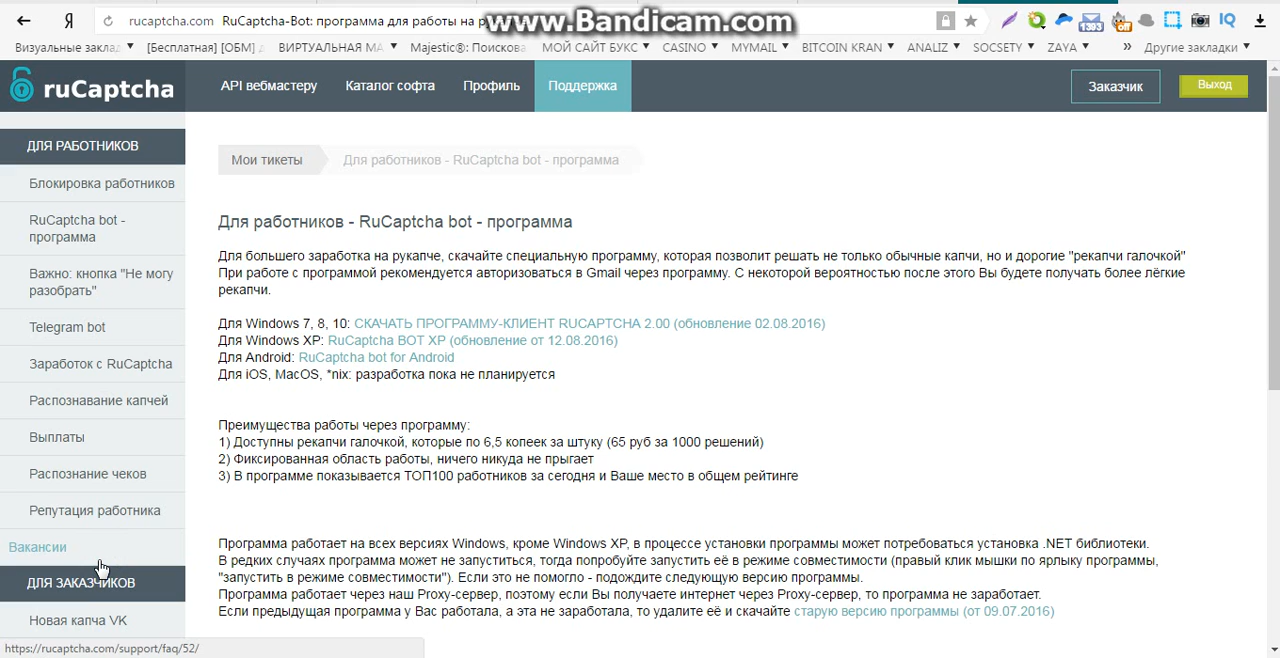 Я
rucaptcha.com RuCaptcha-Bot: программа для работы на
www.Bandicam.com
Визуальные заклад
[Бесплатная] [ОБМ]
ВИРТУАЛЬНАЯ МА
Majestic®: Поискова
МОЙ САЙТ БУКС
CASINO
MYMAIL
BITCOIN KRAN
ANALIZ
SOCSETY
ZAYA
»
Другие закладки
ruCaptcha
API вебмастеру
Каталог софта
Профиль
Поддержка
Заказчик
Выход
ДЛЯ РАБОТНИКОВ
Блокировка работников
RuCaptcha bot -
программа
Важно: кнопка "Не могу
разобрать"
Telegram bot
Заработок с RuCaptcha
Распознавание капчей
Выплаты
Распознание чеков
Репутация работника
Вакансии
ДЛЯ ЗАКАЗЧИКОВ
Новая капча VK
https://rucaptcha.com/support/faq/52/
Мои тикеты
Для работников - RuCaptcha bot - программа
Для работников - RuCaptcha bot - программа
Для большего заработка на рукапче, скачайте специальную программу, которая позволит решать не только обычные капчи, но и дорогие "рекапчи галочкой"
При работе с программой рекомендуется авторизоваться в Gmail через программу. С некоторой вероятностью после этого Вы будете получать более лёгкие
рекапчи.
Для Windows 7, 8, 10: СКАЧАТЬ ПРОГРАММУ-КЛИЕНТ RUCAPTCHA 2.00 (обновление 02.08.2016)
Для Windows XP: RuCaptcha BOT XP (обновление от 12.08.2016)
Для Android: RuCaptcha bot for Android
Для iOS, MacOS, *nix: разработка пока не планируется
Преимущества работы через программу:
1) Доступны рекапчи галочкой, которые по 6,5 копеек за штуку (65 руб за 1000 решений)
2) Фиксированная область работы, ничего никуда не прыгает
3) В программе показывается ТОП100 работников за сегодня и Ваше место в общем рейтинге
Программа работает на всех версиях Windows, кроме Windows XP, в процессе установки программы может потребоваться установка .NET библиотеки.
В редких случаях программа может не запуститься, тогда попробуйте запустить её в режиме совместимости (правый клик мышки по ярлыку программы,
"запустить в режиме совместимости"). Если это не помогло - подождите следующую версию программы.
Программа работает через наш Proxy-сервер, поэтому если Вы получаете интернет через Proxy-сервер, то программа не заработает.
Если предыдущая программа у Вас работала, а эта не заработала, то удалите её и скачайте старую версию программы (от 09.07.2016)